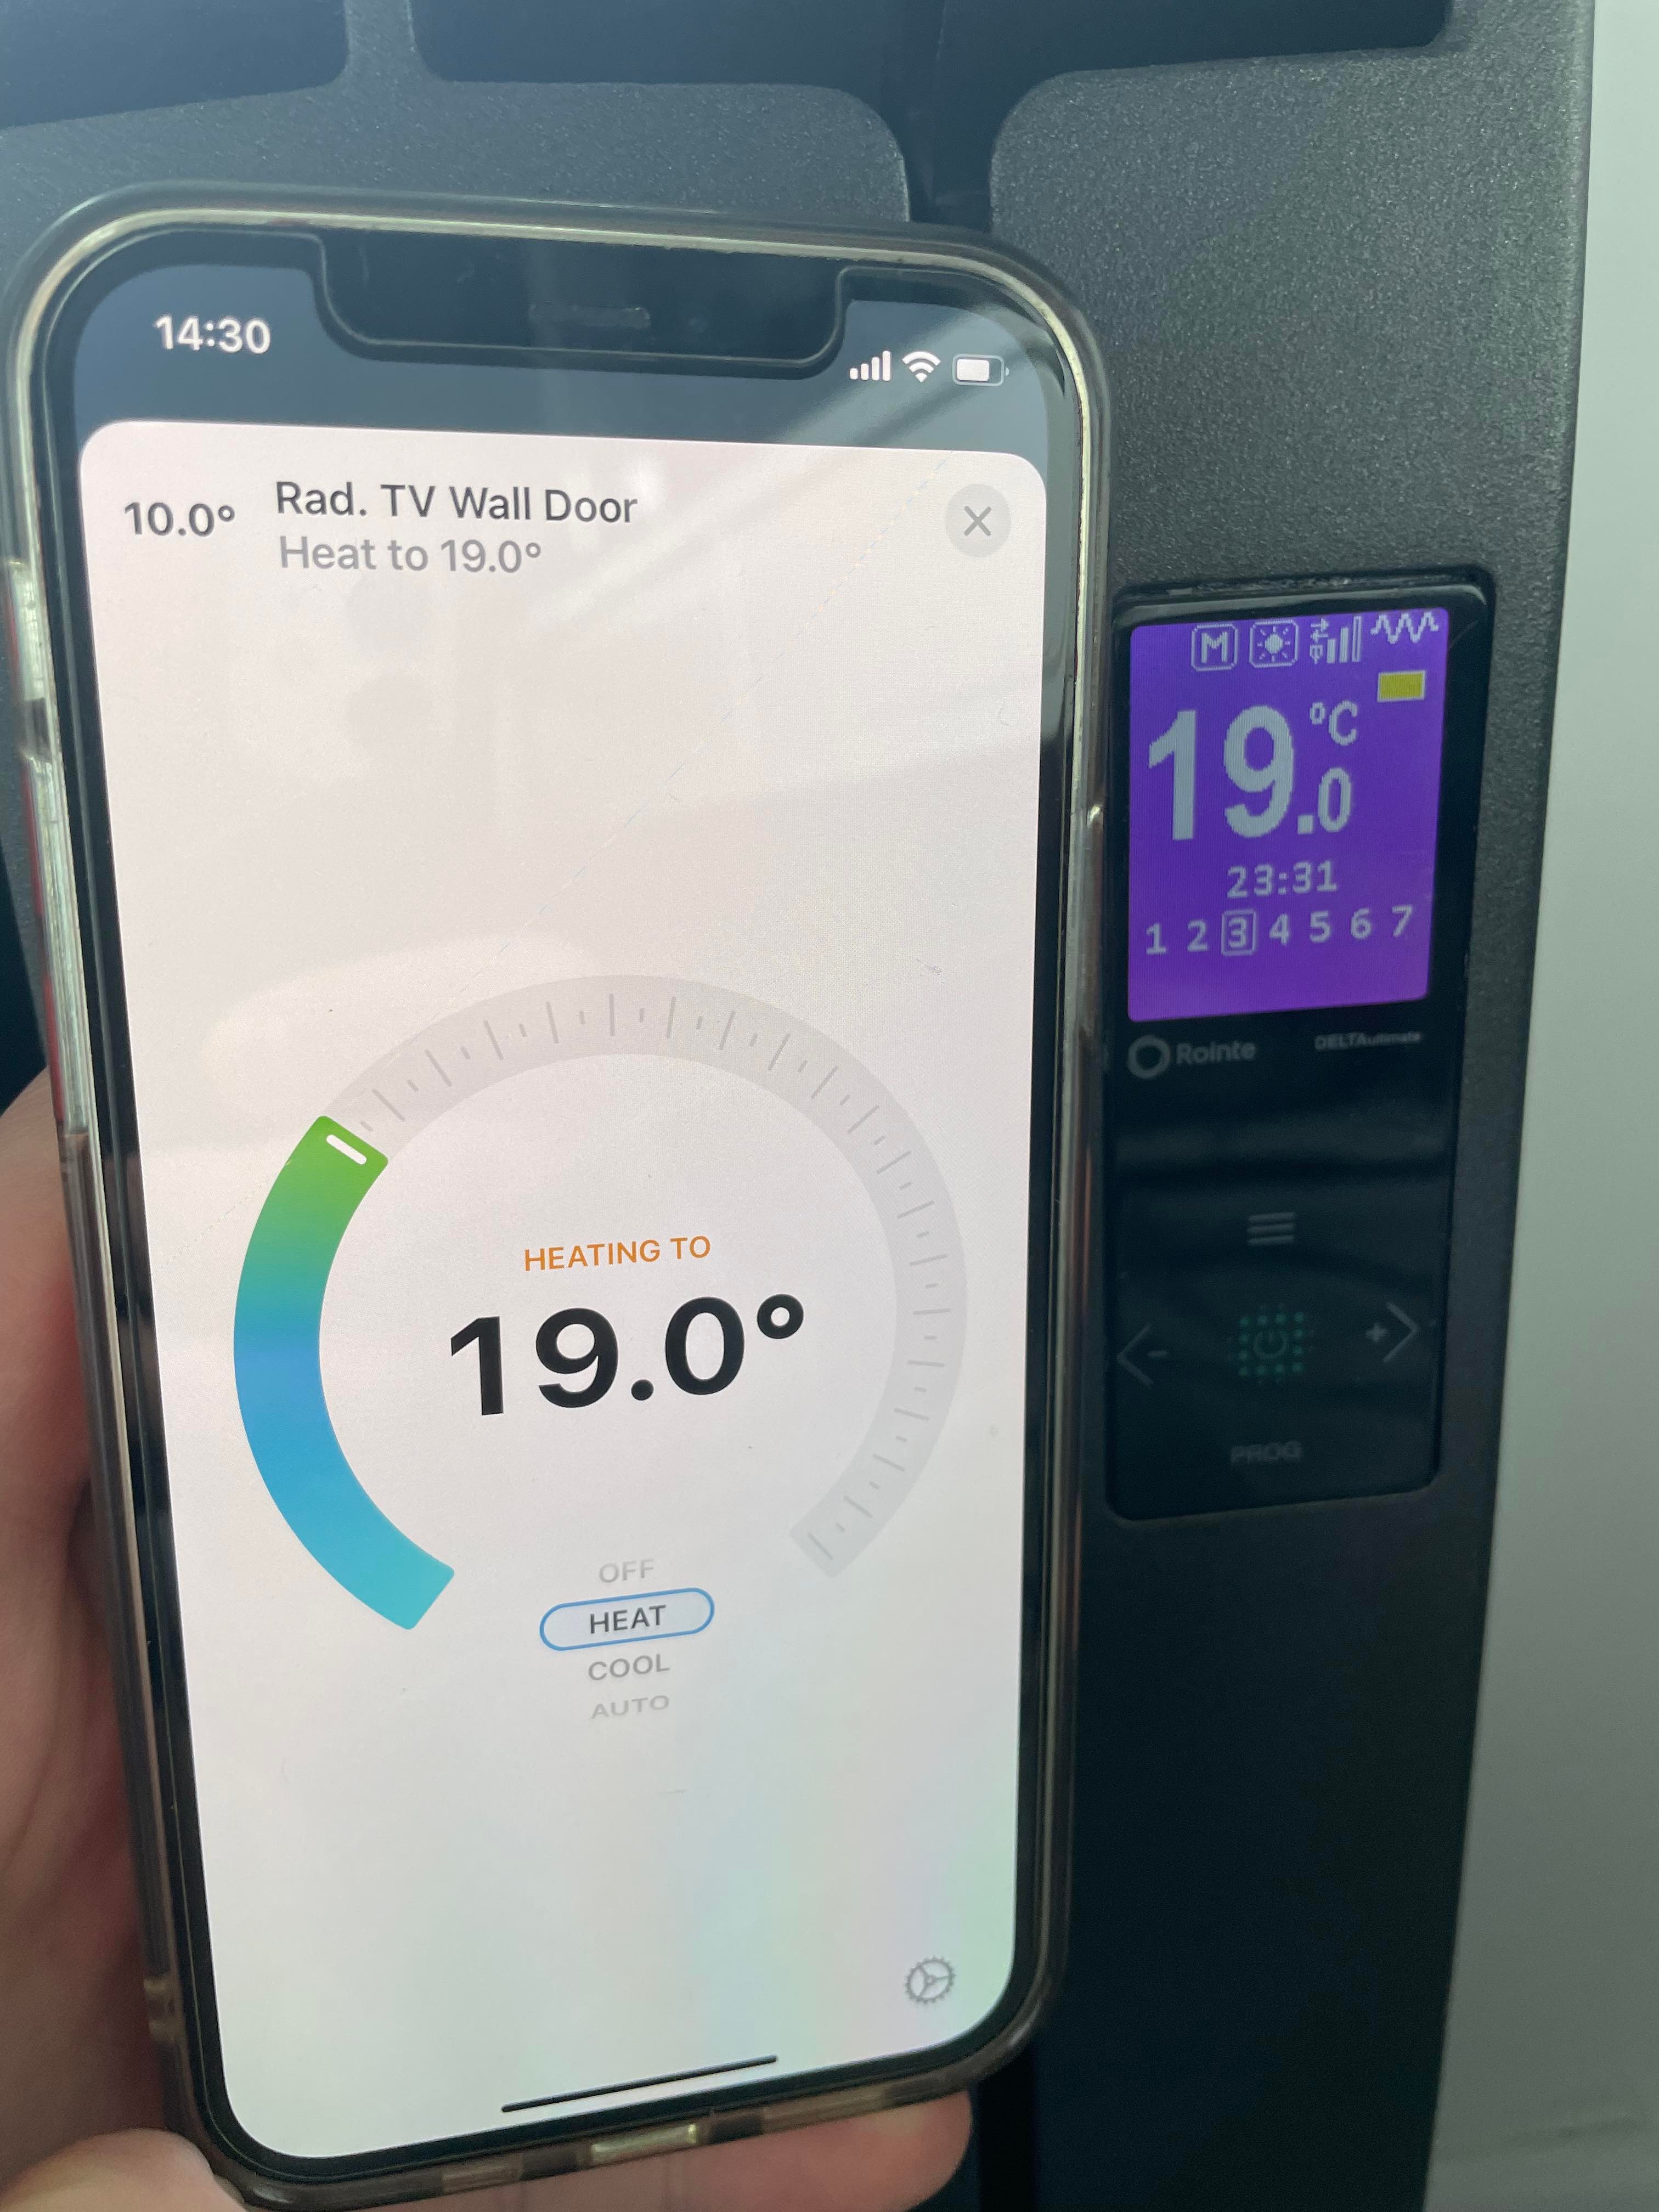 14:30
10.0°
Rad. TV Wall Door
Heat to 19.0°
HEATING TO
19.0°
OFF
HEAT
COOL
AUTO
M
19.0 °C
23:31
1 2 3 4 5 6 7
Rointe
DELTAultimate
- +
PROG